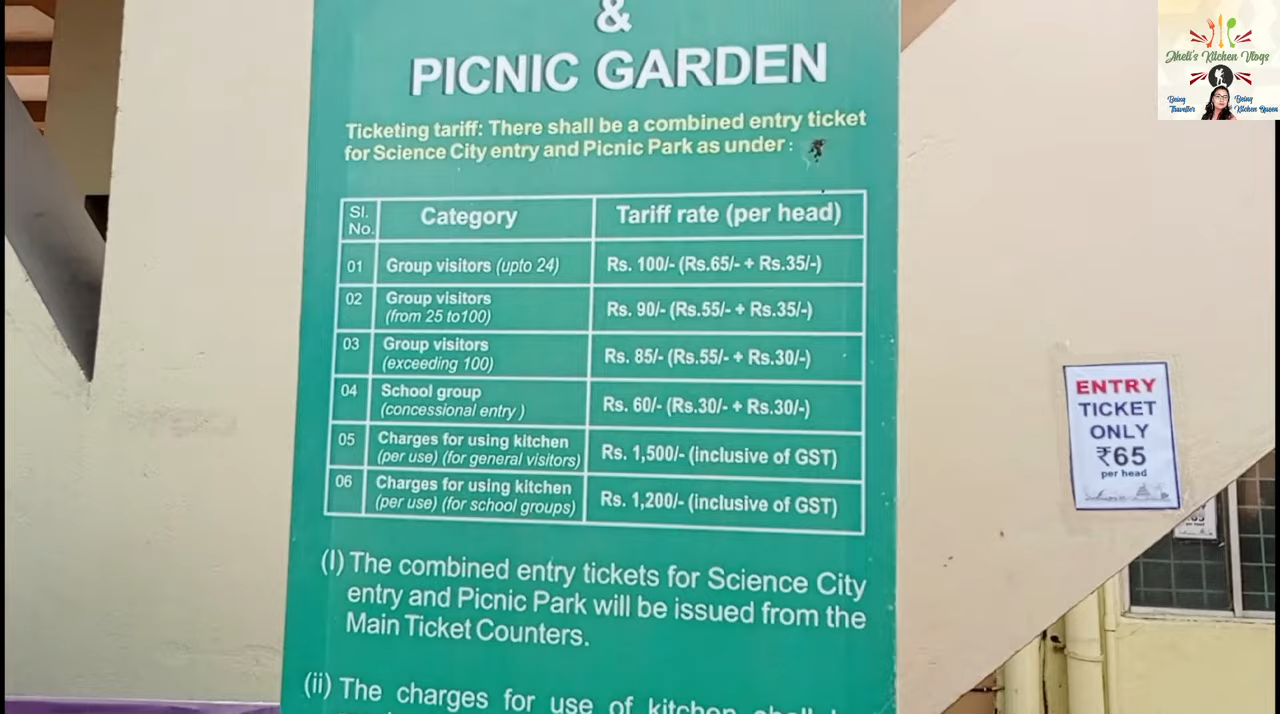 &
PICNIC GARDEN
Ticketing tariff: There shall be a combined entry ticket
for Science City entry and Picnic Park as under :
Sl. No. Category Tariff rate (per head)
01 Group visitors (upto 24) Rs. 100/- (Rs.65/- + Rs.35/-)
02 Group visitors (from 25 to100) Rs. 90/- (Rs.55/- + Rs.35/-)
03 Group visitors (exceeding 100) Rs. 85/- (Rs.55/- + Rs.30/-)
04 School group (concessional entry ) Rs. 60/- (Rs.30/- + Rs.30/-)
05 Charges for using kitchen (per use) (for general visitors) Rs. 1,500/- (inclusive of GST)
06 Charges for using kitchen (per use) (for school groups) Rs. 1,200/- (inclusive of GST)
(I) The combined entry tickets for Science City
entry and Picnic Park will be issued from the
Main Ticket Counters.
(ii) The charges for use of kitchen
ENTRY
TICKET
ONLY
₹65
per head
Kitchen Vlogs
Being Traveller
Being Kitchen Queen